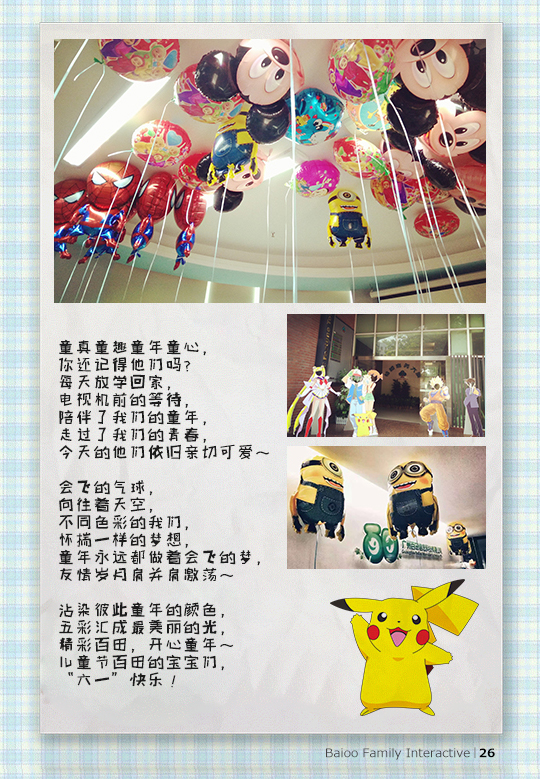 童真童趣童年童心，
你还记得他们吗？
每天放学回家，
电视机前的等待，
陪伴了我们的童年，
走过了我们的青春，
今天的他们依旧亲切可爱～
会飞的气球，
向往着天空，
不同色彩的我们，
怀揣一样的梦想，
童年永远都做着会飞的梦，
友情岁月肩并肩激荡～
沾染彼此童年的颜色，
五彩汇成最美丽的光，
精彩百田，开心童年～
儿童节百田的宝宝们，
“六一”快乐！
Baioo Family Interactive | 26